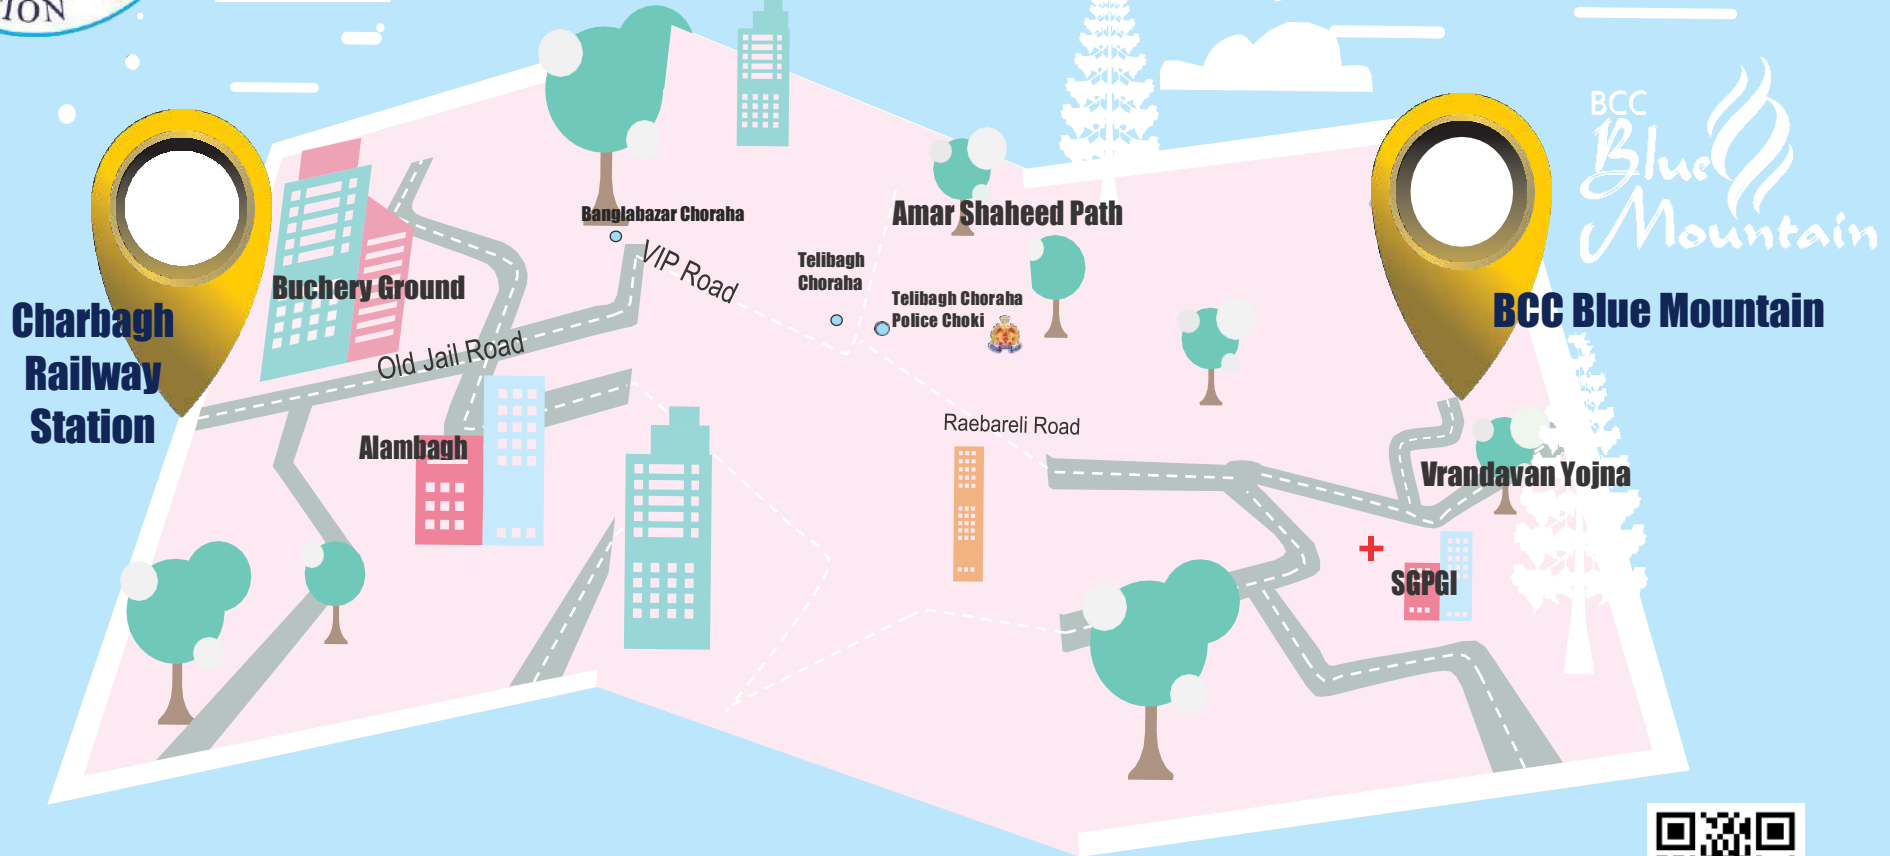 TION
BCC
Blue
Mountain
Banglabazar Choraha
Amar Shaheed Path
VIP Road
Telibagh
Choraha
Telibagh Choraha
Police Choki
Buchery Ground
Charbagh
Railway
Station
BCC Blue Mountain
Old Jail Road
Raebareli Road
Alambagh
Vrandavan Yojna
SGPGI